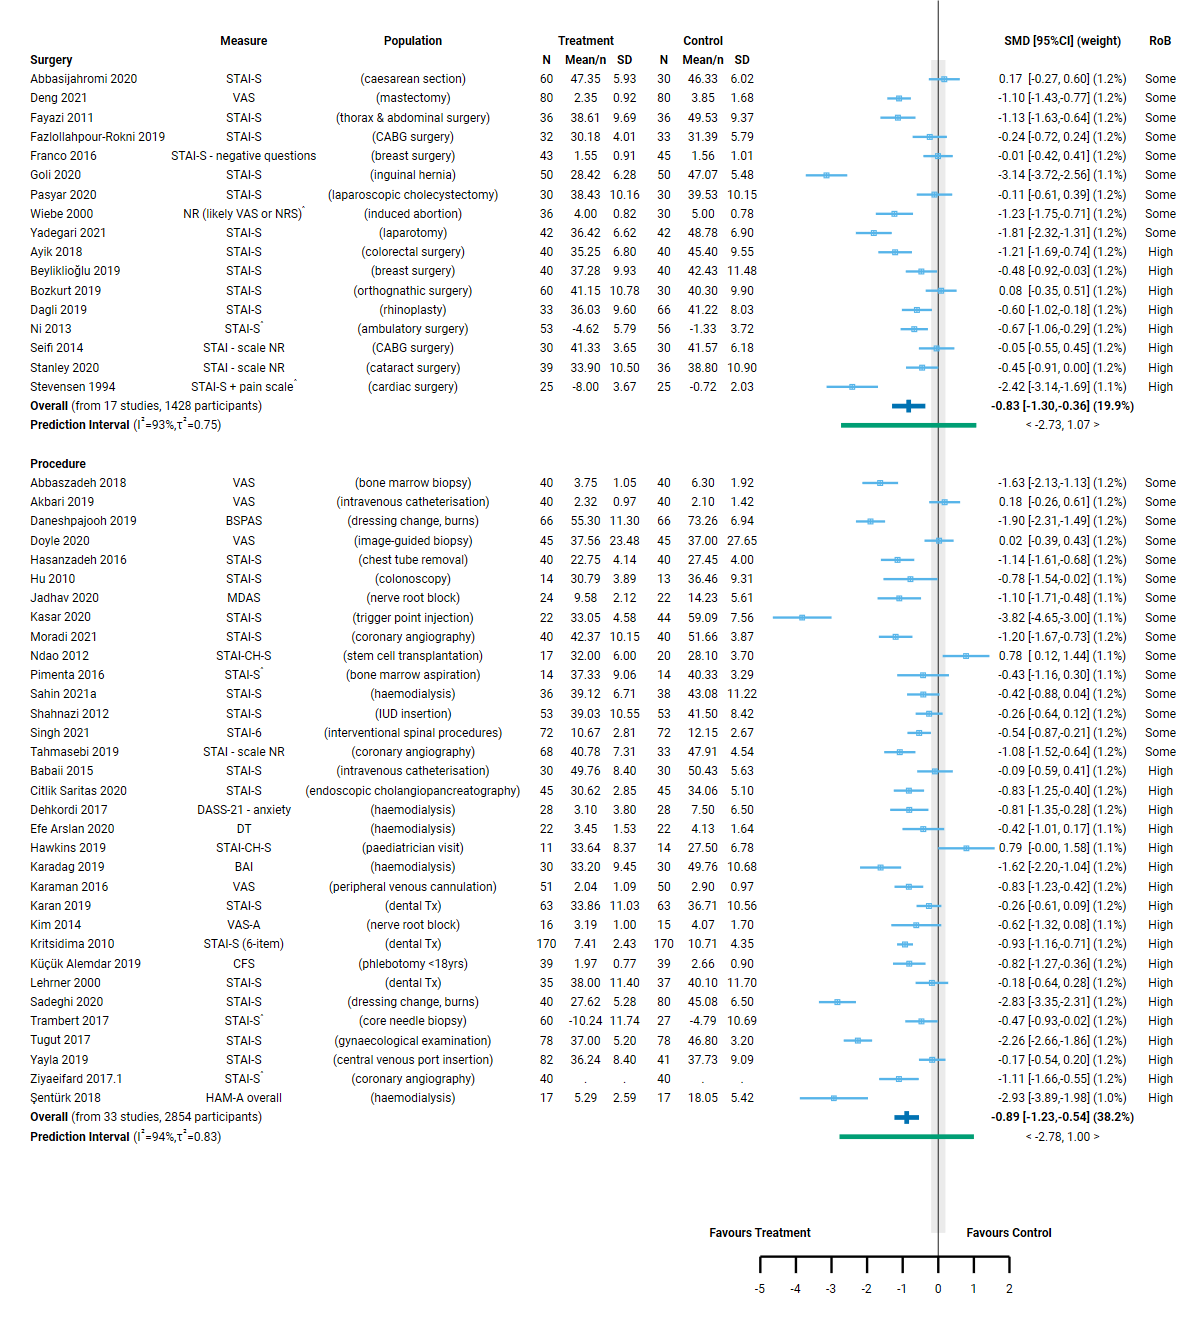 Measure Population Treatment Control SMD [95%CI] (weight) RoB
Surgery N Mean/n SD N Mean/n SD
Abbasijahromi 2020 STAI-S (caesarean section) 60 47.35 5.93 30 46.33 6.02 0.17 [-0.27, 0.60] (1.2%) Some
Deng 2021 VAS (mastectomy) 80 2.35 0.92 80 3.85 1.68 -1.10 [-1.43,-0.77] (1.2%) Some
Fayazi 2011 STAI-S (thorax & abdominal surgery) 36 38.61 9.69 36 49.53 9.37 -1.13 [-1.63,-0.64] (1.2%) Some
Fazlollahpour-Rokni 2019 STAI-S (CABG surgery) 32 30.18 4.01 33 31.39 5.79 -0.24 [-0.72, 0.24] (1.2%) Some
Franco 2016 STAI-S - negative questions (breast surgery) 43 1.55 0.91 45 1.56 1.01 -0.01 [-0.42, 0.41] (1.2%) Some
Goli 2020 STAI-S (inguinal hernia) 50 28.42 6.28 50 47.07 5.48 -3.14 [-3.72,-2.56] (1.1%) Some
Pasyar 2020 STAI-S (laparoscopic cholecystectomy) 30 38.43 10.16 30 39.53 10.15 -0.11 [-0.61, 0.39] (1.2%) Some
Wiebe 2000 NR (likely VAS or NRS)^ (induced abortion) 36 4.00 0.82 30 5.00 0.78 -1.23 [-1.75,-0.71] (1.2%) Some
Yadegari 2021 STAI-S (laparotomy) 42 36.42 6.62 42 48.78 6.90 -1.81 [-2.32,-1.31] (1.2%) Some
Ayik 2018 STAI-S (colorectal surgery) 40 35.25 6.80 40 45.40 9.55 -1.21 [-1.69,-0.74] (1.2%) High
Beyliklioğlu 2019 STAI-S (breast surgery) 40 37.28 9.93 40 42.43 11.48 -0.48 [-0.92,-0.03] (1.2%) High
Bozkurt 2019 STAI-S (orthognathic surgery) 60 41.15 10.78 30 40.30 9.90 0.08 [-0.35, 0.51] (1.2%) High
Dagli 2019 STAI-S (rhinoplasty) 33 36.03 9.60 66 41.22 8.03 -0.60 [-1.02,-0.18] (1.2%) High
Ni 2013 STAI-S^ (ambulatory surgery) 53 -4.62 5.79 56 -1.33 3.72 -0.67 [-1.06,-0.29] (1.2%) High
Seifi 2014 STAI - scale NR (CABG surgery) 30 41.33 3.65 30 41.57 6.18 -0.05 [-0.55, 0.45] (1.2%) High
Stanley 2020 STAI - scale NR (cataract surgery) 39 33.90 10.50 36 38.80 10.90 -0.45 [-0.91, 0.00] (1.2%) High
Stevensen 1994 STAI-S + pain scale^ (cardiac surgery) 25 -8.00 3.67 25 -0.72 2.03 -2.42 [-3.14,-1.69] (1.1%) High
Overall (from 17 studies, 1428 participants) -0.83 [-1.30,-0.36] (19.9%)
Prediction Interval (I²=93%,τ²=0.75) < -2.73, 1.07 >
Procedure
Abbaszadeh 2018 VAS (bone marrow biopsy) 40 3.75 1.05 40 6.30 1.92 -1.63 [-2.13,-1.13] (1.2%) Some
Akbari 2019 VAS (intravenous catheterisation) 40 2.32 0.97 40 2.10 1.42 0.18 [-0.26, 0.61] (1.2%) Some
Daneshpajooh 2019 BSPAS (dressing change, burns) 66 55.30 11.30 66 73.26 6.94 -1.90 [-2.31,-1.49] (1.2%) Some
Doyle 2020 VAS (image-guided biopsy) 45 37.56 23.48 45 37.00 27.65 0.02 [-0.39, 0.43] (1.2%) Some
Hasanzadeh 2016 STAI-S (chest tube removal) 40 22.75 4.14 40 27.45 4.00 -1.14 [-1.61,-0.68] (1.2%) Some
Hu 2010 STAI-S (colonoscopy) 14 30.79 3.89 13 36.46 9.31 -0.78 [-1.54,-0.02] (1.1%) Some
Jadhav 2020 MDAS (nerve root block) 24 9.58 2.12 22 14.23 5.61 -1.10 [-1.71,-0.48] (1.2%) Some
Kasar 2020 STAI-S (trigger point injection) 22 33.05 4.58 44 59.09 7.56 -3.82 [-4.65,-3.00] (1.1%) Some
Moradi 2021 STAI-S (coronary angiography) 40 42.37 10.15 40 51.66 3.87 -1.20 [-1.67,-0.73] (1.2%) Some
Ndao 2012 STAI-CH-S (stem cell transplantation) 17 32.00 6.00 20 28.10 3.70 0.78 [ 0.12, 1.44] (1.1%) Some
Pimenta 2016 STAI-S^ (bone marrow aspiration) 14 37.33 9.06 14 40.33 3.29 -0.43 [-1.16, 0.30] (1.1%) Some
Sahin 2021a STAI-S (haemodialysis) 36 39.12 6.71 38 43.08 11.22 -0.42 [-0.88, 0.04] (1.2%) Some
Shahnazi 2012 STAI-S (IUD insertion) 53 39.03 10.55 53 41.50 8.42 -0.26 [-0.64, 0.12] (1.2%) Some
Singh 2021 STAI-6 (interventional spinal procedures) 72 10.67 2.81 72 12.15 2.67 -0.54 [-0.87,-0.21] (1.2%) Some
Tahmasebi 2019 STAI - scale NR (coronary angiography) 68 40.78 7.31 33 47.91 4.54 -1.08 [-1.52,-0.64] (1.2%) Some
Babaii 2015 STAI-S (intravenous catheterisation) 30 49.76 8.40 30 50.43 5.63 -0.09 [-0.59, 0.41] (1.2%) High
Citlik Saritas 2020 STAI-S (endoscopic cholangiopancreatography) 45 30.62 2.85 45 34.06 5.10 -0.83 [-1.25,-0.40] (1.2%) High
Dehkordi 2017 DASS-21 - anxiety (haemodialysis) 28 3.10 3.80 28 7.50 6.50 -0.81 [-1.35,-0.28] (1.2%) High
Efe Arslan 2020 DT (haemodialysis) 22 3.45 1.53 22 4.13 1.64 -0.42 [-1.01, 0.17] (1.1%) High
Hawkins 2019 STAI-CH-S (paediatrician visit) 11 33.64 8.37 14 27.50 6.78 0.79 [-0.00, 1.58] (1.1%) High
Karadag 2019 BAI (haemodialysis) 30 33.20 9.45 30 49.76 10.68 -1.62 [-2.20,-1.04] (1.2%) High
Karaman 2016 VAS (peripheral venous cannulation) 51 2.04 1.09 50 2.90 0.97 -0.83 [-1.23,-0.42] (1.2%) High
Karan 2019 STAI-S (dental Tx) 63 33.86 11.03 63 36.71 10.56 -0.26 [-0.61, 0.09] (1.2%) High
Kim 2014 VAS-A (nerve root block) 16 3.19 1.00 15 4.07 1.70 -0.62 [-1.32, 0.08] (1.1%) High
Kritsidima 2010 STAI-S (6-item) (dental Tx) 170 7.41 2.43 170 10.71 4.35 -0.93 [-1.16,-0.71] (1.2%) High
Küçük Alemdar 2019 CFS (phlebotomy <18yrs) 39 1.97 0.77 39 2.66 0.90 -0.82 [-1.27,-0.36] (1.2%) High
Lehrner 2000 STAI-S (dental Tx) 35 38.00 11.40 37 40.10 11.70 -0.18 [-0.64, 0.28] (1.2%) High
Sadeghi 2020 STAI-S (dressing change, burns) 40 27.62 5.28 80 45.08 6.50 -2.83 [-3.35,-2.31] (1.2%) High
Trambert 2017 STAI-S^ (core needle biopsy) 60 -10.24 11.74 27 -4.79 10.69 -0.47 [-0.93,-0.02] (1.2%) High
Tugut 2017 STAI-S (gynaecological examination) 78 37.00 5.20 78 46.80 3.20 -2.26 [-2.66,-1.86] (1.2%) High
Yayla 2019 STAI-S (central venous port insertion) 82 36.24 8.40 41 37.73 9.09 -0.17 [-0.54, 0.20] (1.2%) High
Ziyaeifard 2017.1 STAI-S^ (coronary angiography) 40 . . 40 . . -1.11 [-1.66,-0.55] (1.2%) High
Şentürk 2018 HAM-A overall (haemodialysis) 17 5.29 2.59 17 18.05 5.42 -2.93 [-3.89,-1.98] (1.0%) High
Overall (from 33 studies, 2854 participants) -0.89 [-1.23,-0.54] (38.2%)
Prediction Interval (I²=94%,τ²=0.83) < -2.78, 1.00 >
Favours Treatment Favours Control
-5 -4 -3 -2 -1 0 1 2